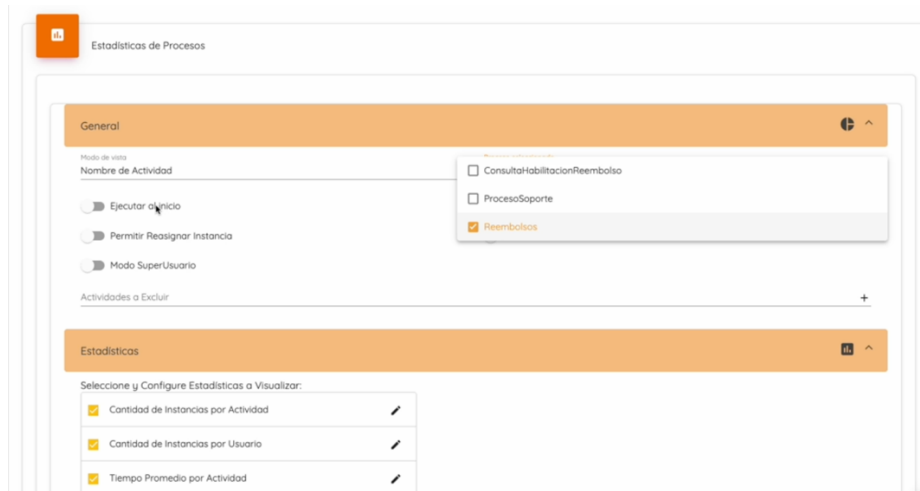 Estadísticas de Procesos
General
Modo de vista
Nombre de Actividad
ConsultaHabilitacionReembolso
ProcesoSoporte
Reembolsos
Ejecutar al inicio
Permitir Reasignar Instancia
Modo SuperUsuario
Actividades a Excluir
Estadísticas
Seleccione y Configure Estadísticas a Visualizar:
Cantidad de Instancias por Actividad
Cantidad de Instancias por Usuario
Tiempo Promedio por Actividad